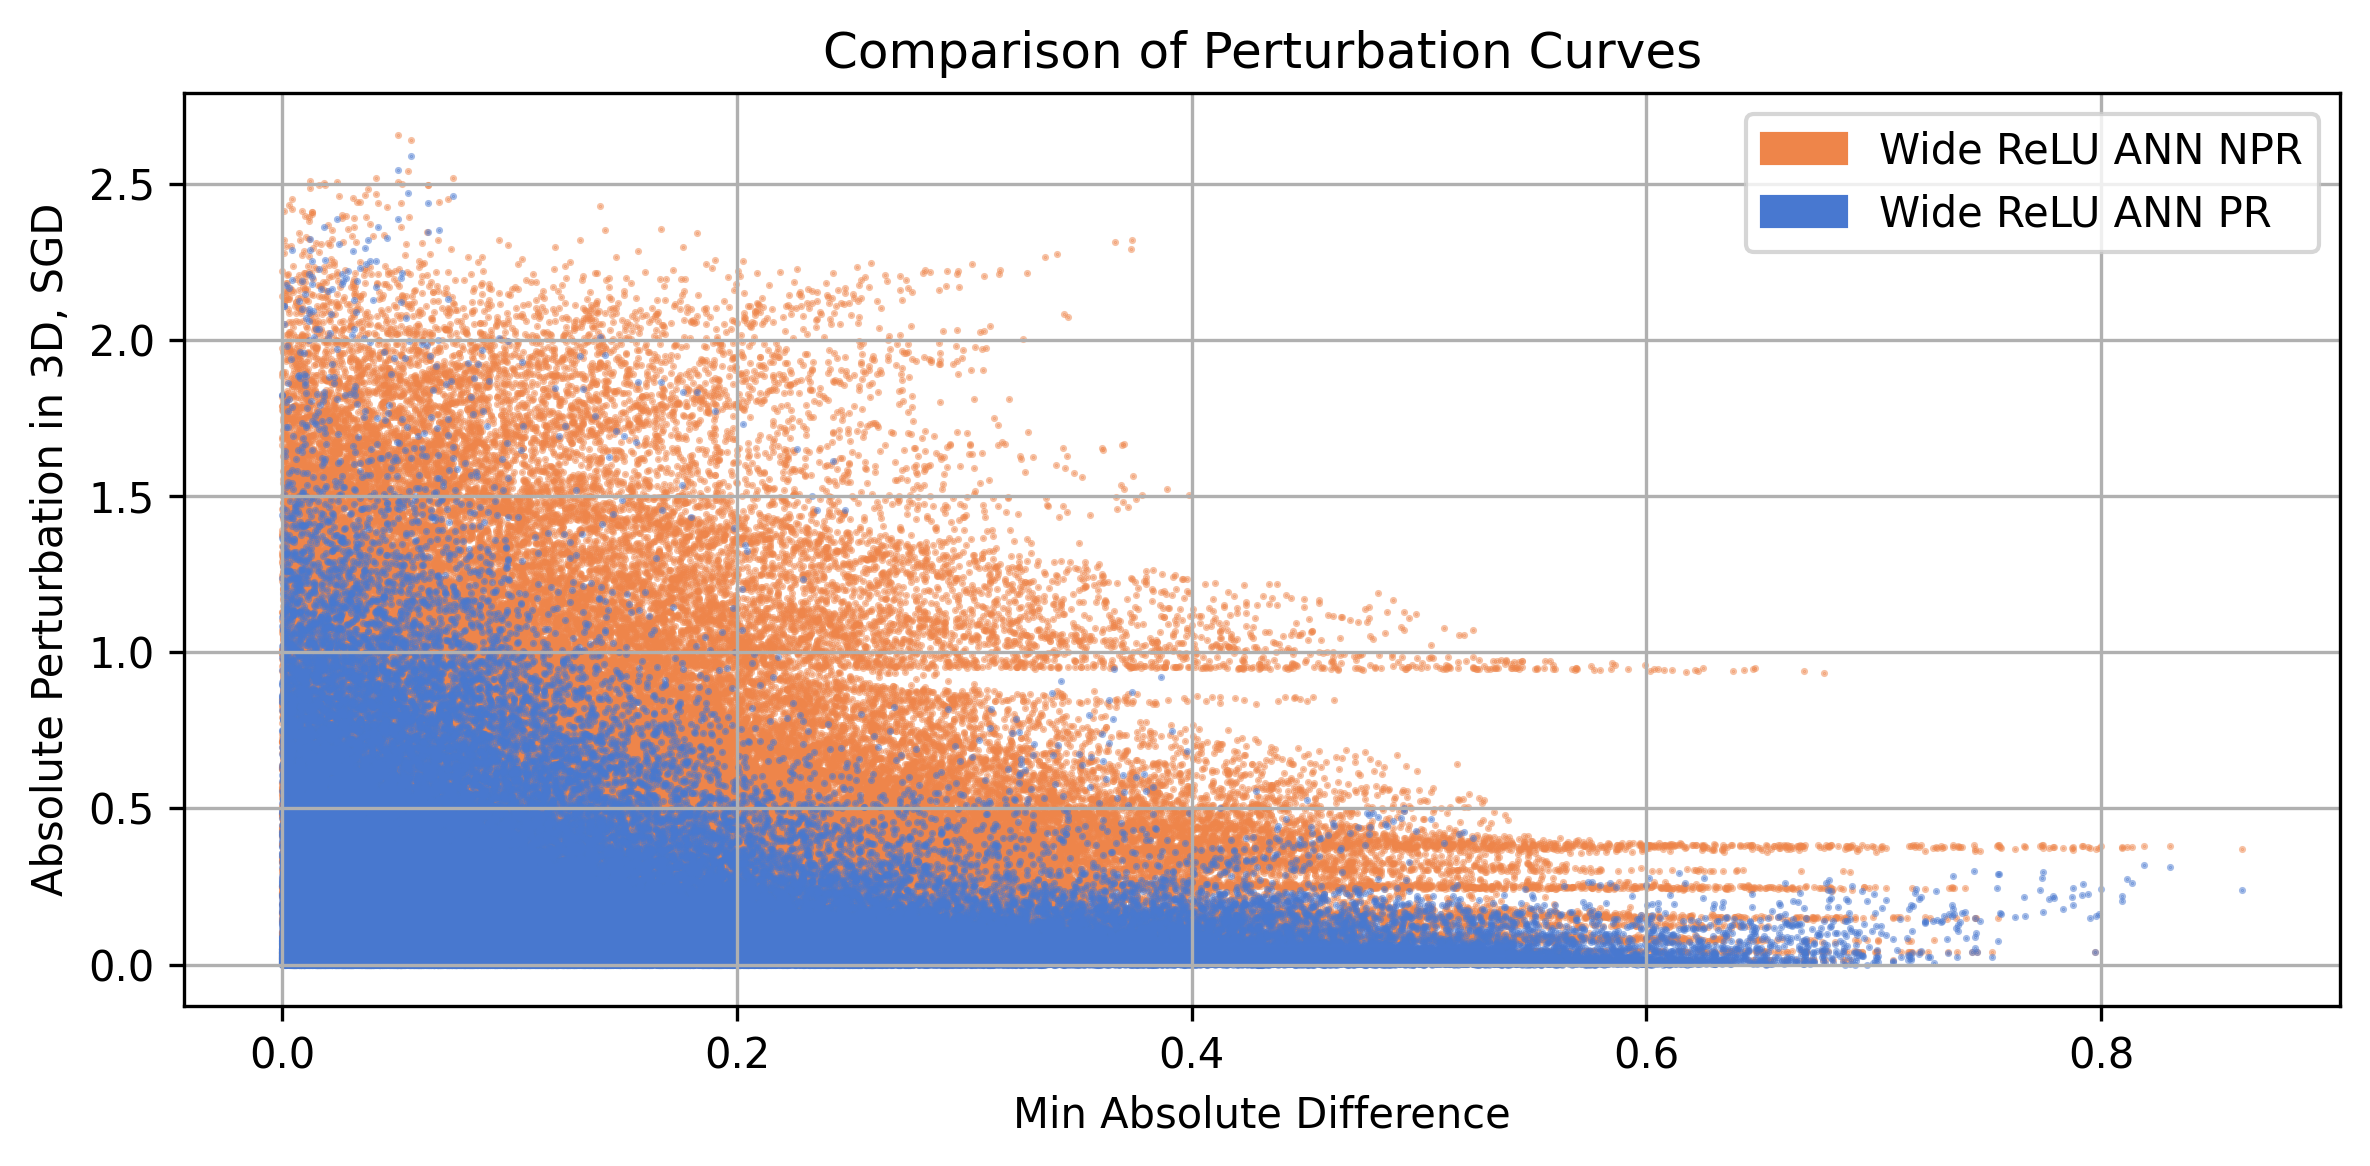 Comparison of Perturbation Curves
Absolute Perturbation in 3D, SGD
2.5
2.0
1.5
1.0
0.5
0.0
Wide ReLU ANN NPR
Wide ReLU ANN PR
0.0 0.2 0.4 0.6 0.8
Min Absolute Difference